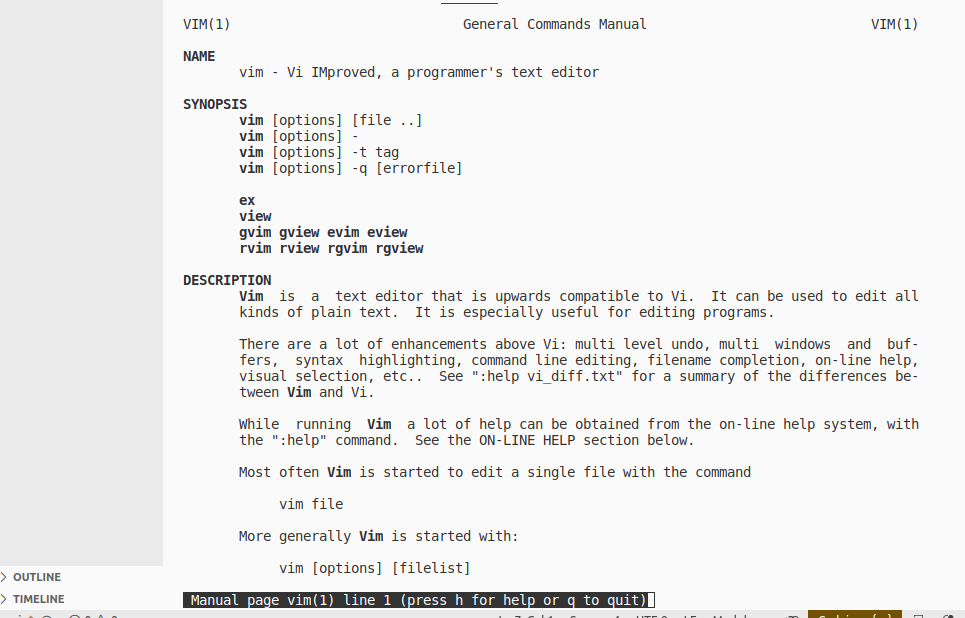 VIM(1) General Commands Manual VIM(1)
NAME
vim - Vi IMproved, a programmer's text editor
SYNOPSIS
vim [options] [file ..]
vim [options] -
vim [options] -t tag
vim [options] -q [errorfile]
ex
view
gvim gview evim eview
rvim rview rgvim rgview
DESCRIPTION
Vim is a text editor that is upwards compatible to Vi. It can be used to edit all
kinds of plain text. It is especially useful for editing programs.
There are a lot of enhancements above Vi: multi level undo, multi windows and buf-
fers, syntax highlighting, command line editing, filename completion, on-line help,
visual selection, etc.. See ":help vi_diff.txt" for a summary of the differences be-
tween Vim and Vi.
While running Vim a lot of help can be obtained from the on-line help system, with
the ":help" command. See the ON-LINE HELP section below.
Most often Vim is started to edit a single file with the command
vim file
More generally Vim is started with:
vim [options] [filelist]
OUTLINE
TIMELINE
Manual page vim(1) line 1 (press h for help or q to quit)